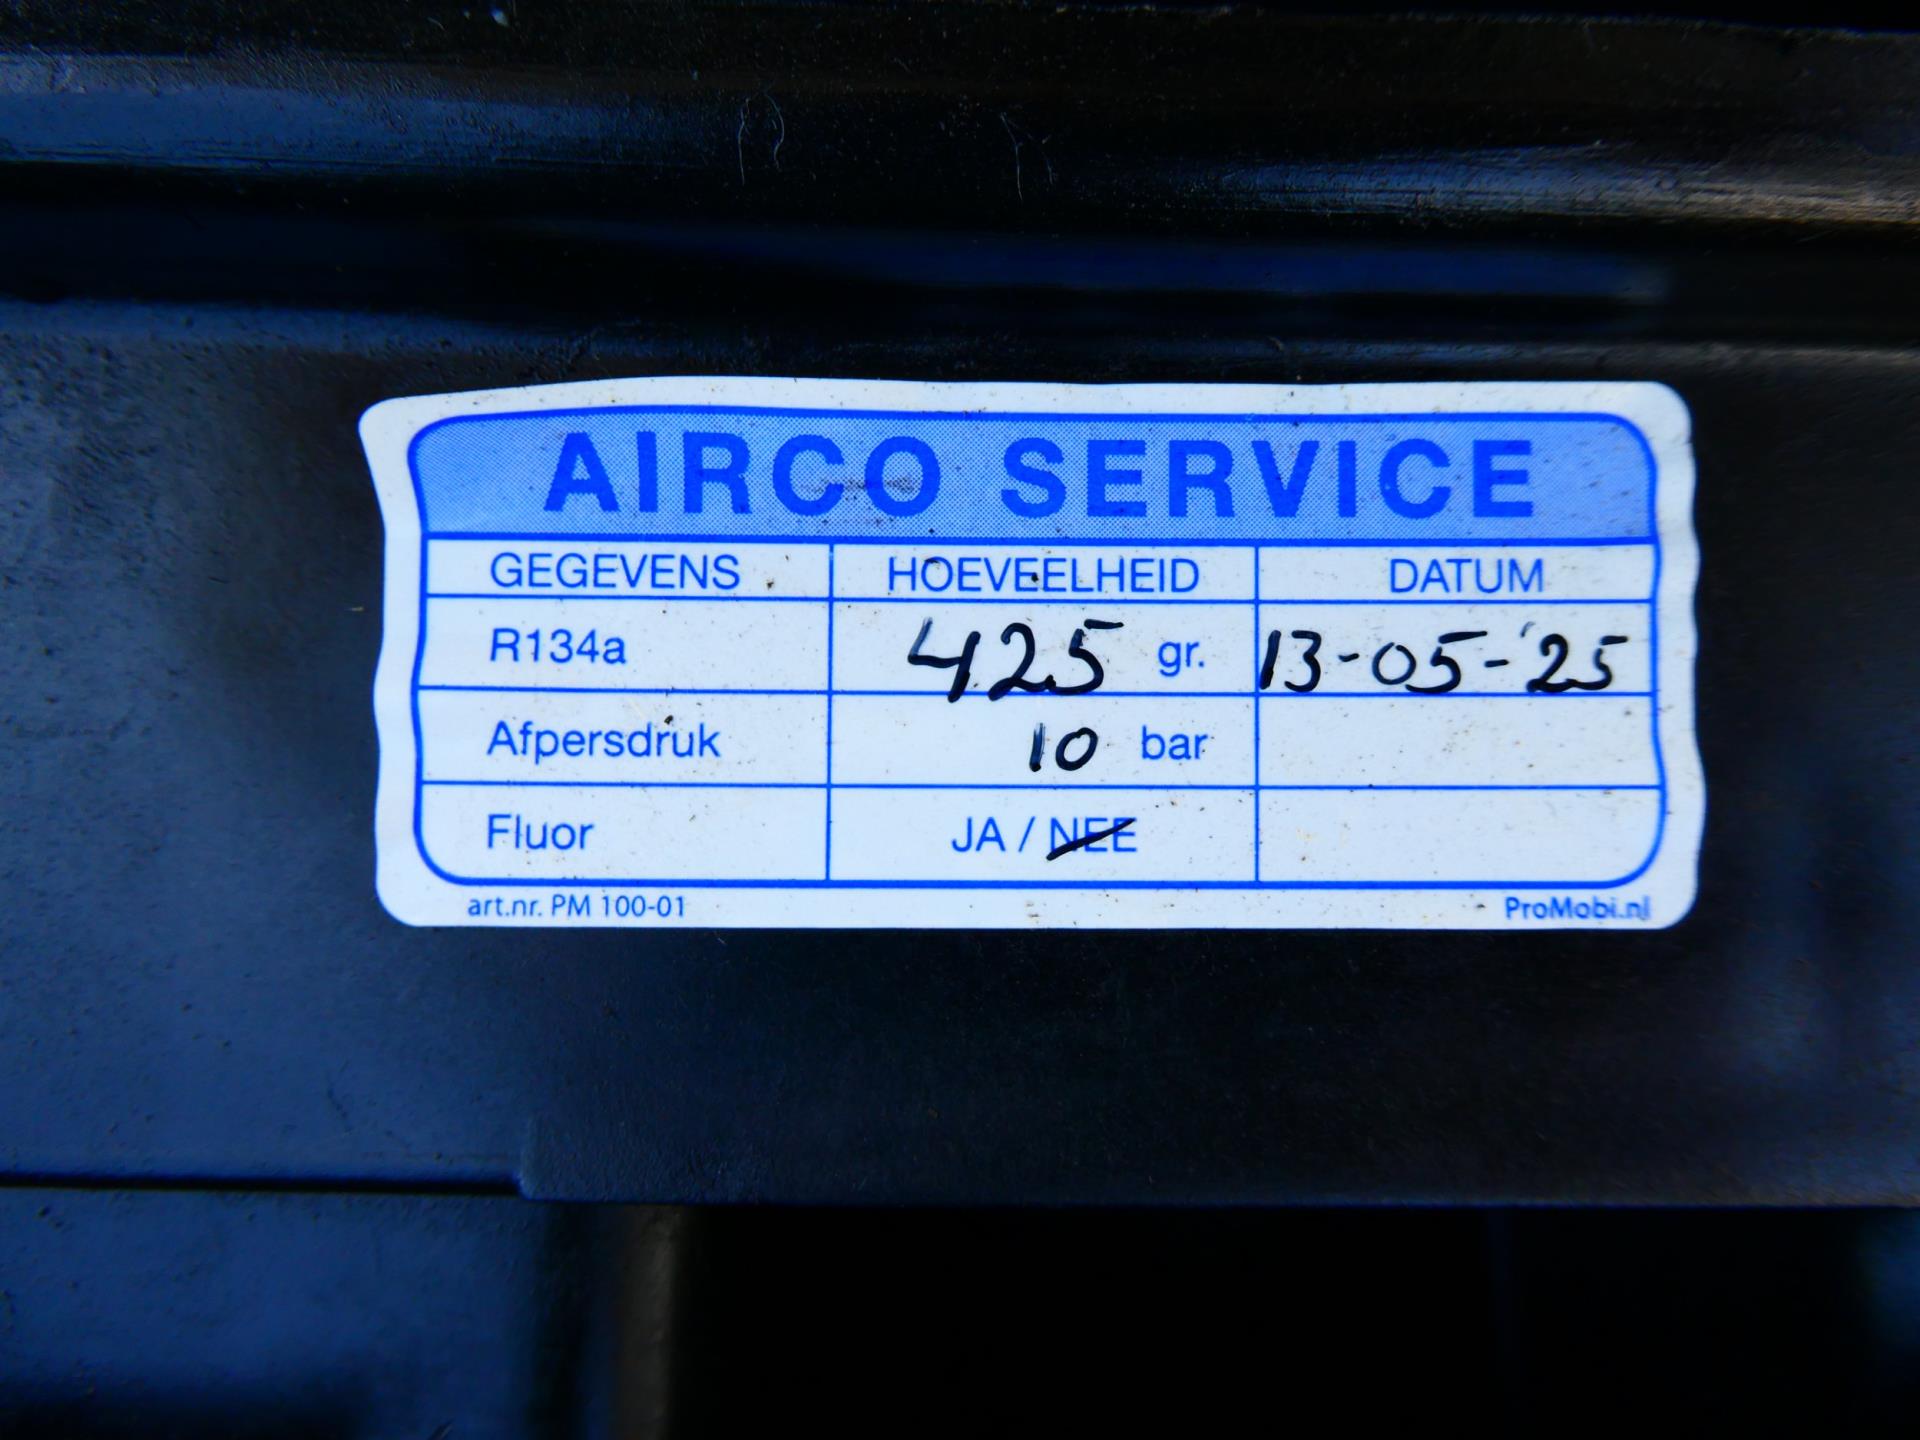 AIRCO SERVICE
GEGEVENS HOEVEELHEID DATUM
R134a 425 gr. 13-05-'25
Afpersdruk 10 bar
Fluor JA / NEE
art.nr. PM 100-01 ProMobi.nl